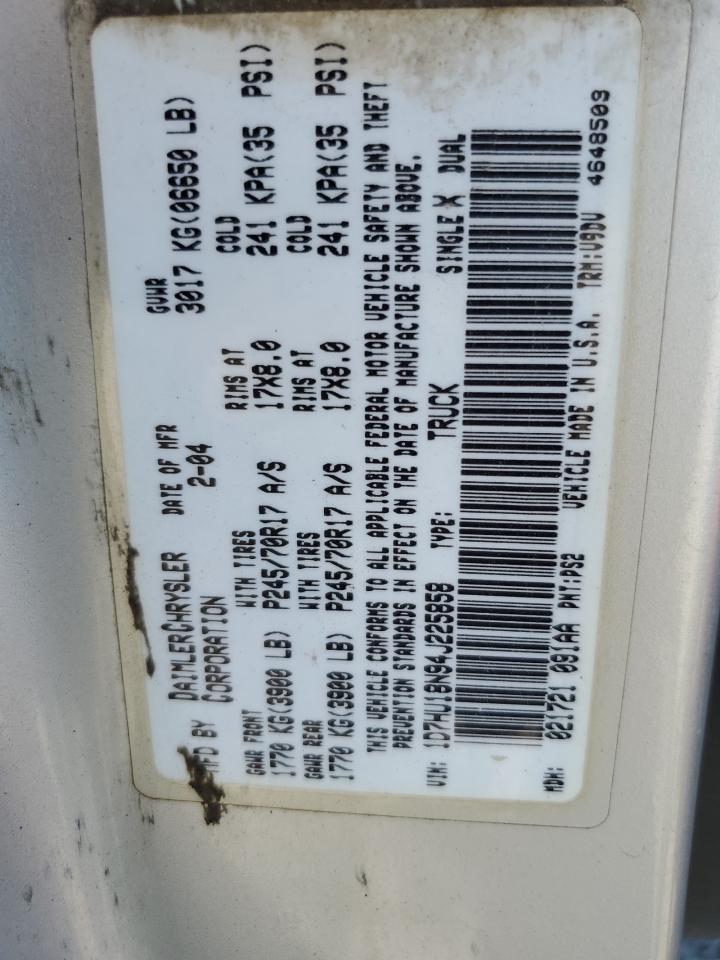 MFD BY DAIMLERCHRYSLER CORPORATION
DATE OF MFR 2-04
GVWR 3017 KG(06650 LB)
GAWR FRONT WITH TIRES RIMS AT COLD
1770 KG(3900 LB) P245/70R17 A/S 17X8.0 241 KPA(35 PSI)
GAWR REAR WITH TIRES RIMS AT COLD
1770 KG(3900 LB) P245/70R17 A/S 17X8.0 241 KPA(35 PSI)
THIS VEHICLE CONFORMS TO ALL APPLICABLE FEDERAL MOTOR VEHICLE SAFETY AND THEFT
PREVENTION STANDARDS IN EFFECT ON THE DATE OF MANUFACTURE SHOWN ABOVE.
VIN: 1D7HU18N94J225858 TYPE: TRUCK SINGLE X DUAL
MDH: 021721 091AA PNT:PS2 VEHICLE MADE IN U.S.A. TRM:V9DV 4648509